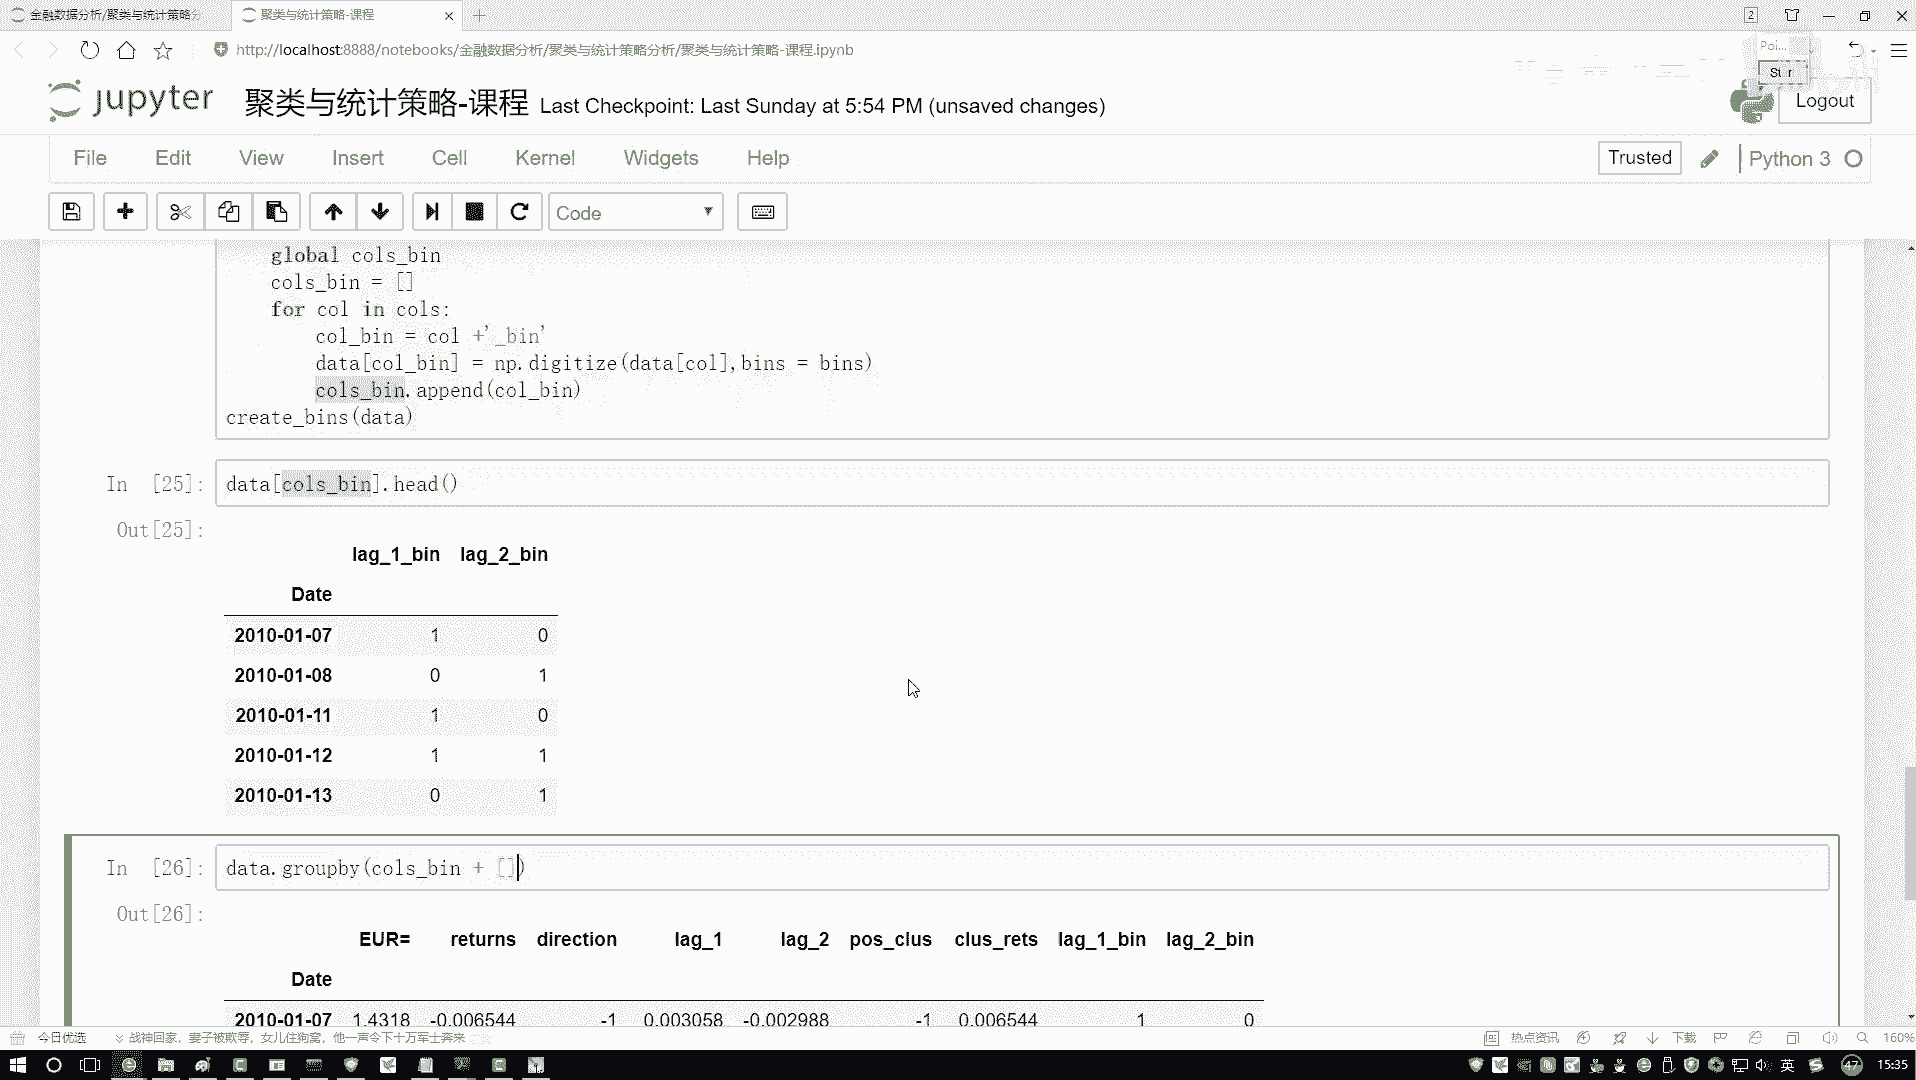 金融数据分析/聚类与统计策略分
聚类与统计策略-课程
2
http://localhost:8888/notebooks/金融数据分析/聚类与统计策略分析/聚类与统计策略-课程.ipynb
Poi...
Star
jupyter 聚类与统计策略-课程 Last Checkpoint: Last Sunday at 5:54 PM (unsaved changes)
Logout
File Edit View Insert Cell Kernel Widgets Help
Trusted
Python 3
Code
global cols_bin
cols_bin = []
for col in cols:
col_bin = col +'_bin'
data[col_bin] = np.digitize(data[col],bins = bins)
cols_bin.append(col_bin)
create_bins(data)
In [25]: data[cols_bin].head()
Out[25]:
lag_1_bin lag_2_bin
Date
2010-01-07 1 0
2010-01-08 0 1
2010-01-11 1 0
2010-01-12 1 1
2010-01-13 0 1
In [26]: data.groupby(cols_bin + [])
Out[26]:
EUR= returns direction lag_1 lag_2 pos_clus clus_rets lag_1_bin lag_2_bin
Date
2010-01-07 1.4318 -0.006544 -1 0.003058 -0.002988 -1 0.006544 1 0
今日优选 战神回家，妻子被欺辱，女儿住狗窝，他一声令下十万军士奔来
热点资讯 下载 160%
英 47 15:35